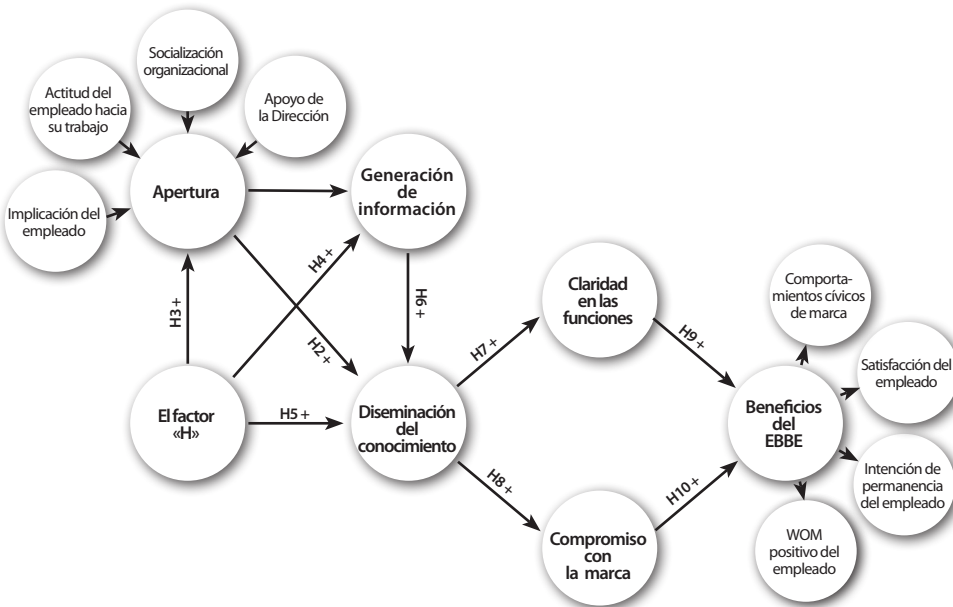 Socialización
organizacional
Actitud del
empleado hacia
su trabajo
Apoyo de
la Dirección
Implicación del
empleado
Apertura
Generación
de
información
H3 +
H4 +
H2 +
H6 +
El factor
«H»
H5 +
Diseminación
del
conocimiento
H7 +
H8 +
Claridad
en las
funciones
Compromiso
con
la marca
H9 +
H10 +
Beneficios
del
EBBE
Comporta-
mientos cívicos
de marca
Satisfacción del
empleado
Intención de
permanencia
del empleado
WOM
positivo del
empleado